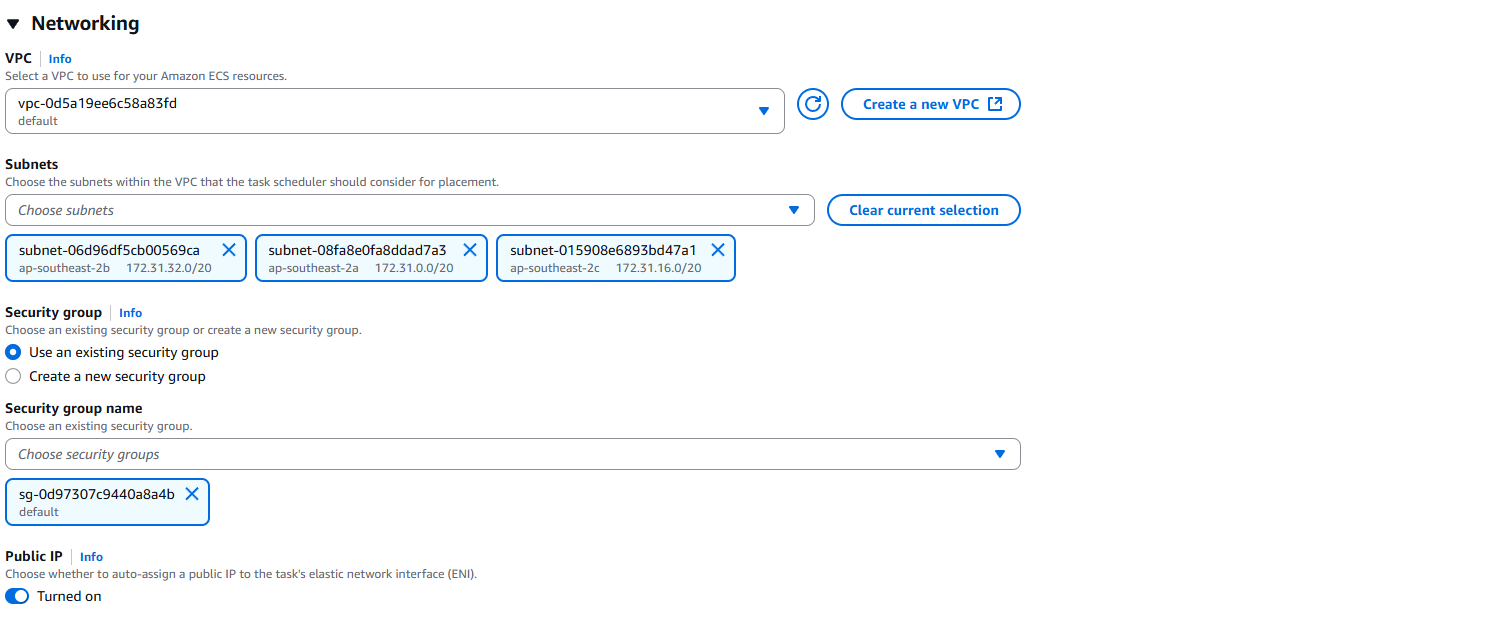 Networking
VPC Info
Select a VPC to use for your Amazon ECS resources.
vpc-0d5a19ee6c58a83fd
default
Create a new VPC
Subnets
Choose the subnets within the VPC that the task scheduler should consider for placement.
Choose subnets
Clear current selection
subnet-06d96df5cb00569ca subnet-08fa8e0fa8ddad7a3 subnet-015908e6893bd47a1
ap-southeast-2b 172.31.32.0/20 ap-southeast-2a 172.31.0.0/20 ap-southeast-2c 172.31.16.0/20
Security group Info
Choose an existing security group or create a new security group.
Use an existing security group
Create a new security group
Security group name
Choose an existing security group.
Choose security groups
sg-0d97307c9440a8a4b
default
Public IP Info
Choose whether to auto-assign a public IP to the task's elastic network interface (ENI).
Turned on